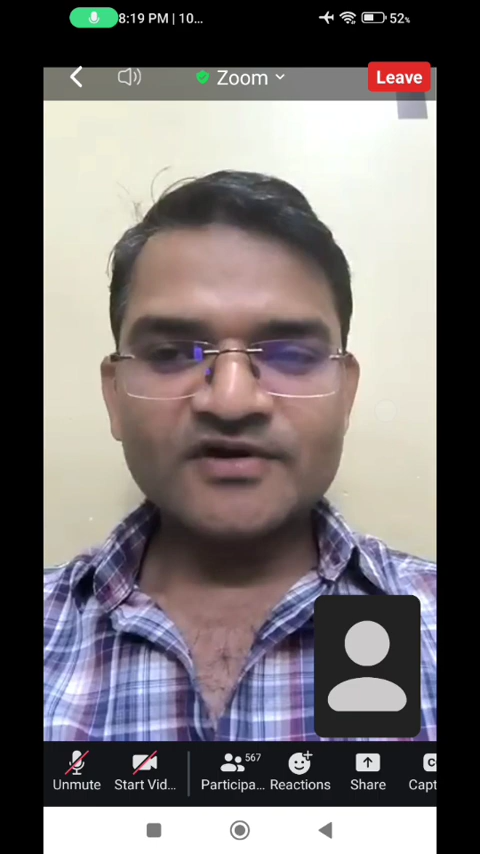 8:19 PM | 10...
52%
Zoom
Leave
567
Unmute
Start Vid...
Participa...
Reactions
Share
Capt